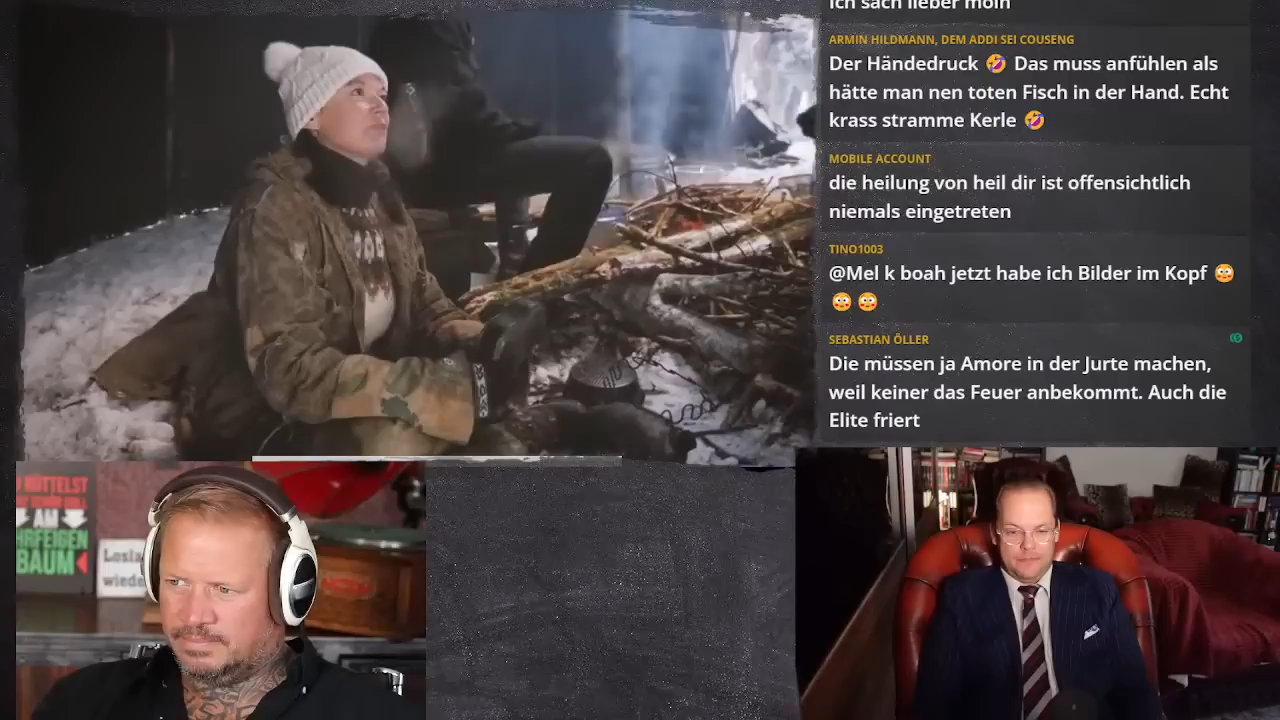 ich sach lieber moin
ARMIN HILDMANN, DEM ADDI SEI COUSENG
Der Händedruck 🤣 Das muss anfühlen als
hätte man nen toten Fisch in der Hand. Echt
krass stramme Kerle 🤣
MOBILE ACCOUNT
die heilung von heil dir ist offensichtlich
niemals eingetreten
TINO1003
@Mel k boah jetzt habe ich Bilder im Kopf 😳
😳 😳
SEBASTIAN ÖLLER
Die müssen ja Amore in der Jurte machen,
weil keiner das Feuer anbekommt. Auch die
Elite friert
MITTELST
AM
HRFEIGEN
BAUM
Losla
wiede